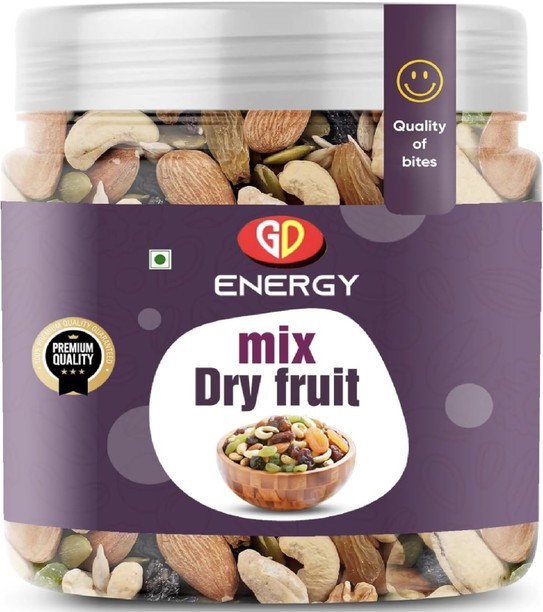 Quality
of
bites
GD
ENERGY
PREMIUM
QUALITY
mix
Dry fruit